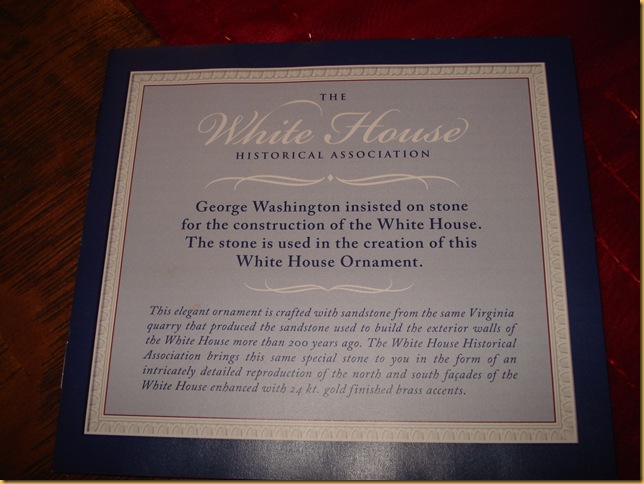 THE
White House
HISTORICAL ASSOCIATION
George Washington insisted on stone
for the construction of the White House.
The stone is used in the creation of this
White House Ornament.
This elegant ornament is crafted with sandstone from the same Virginia
quarry that produced the sandstone used to build the exterior walls of
the White House more than 200 years ago. The White House Historical
Association brings this same special stone to you in the form of an
intricately detailed reproduction of the north and south façades of the
White House enhanced with 24 kt. gold finished brass accents.